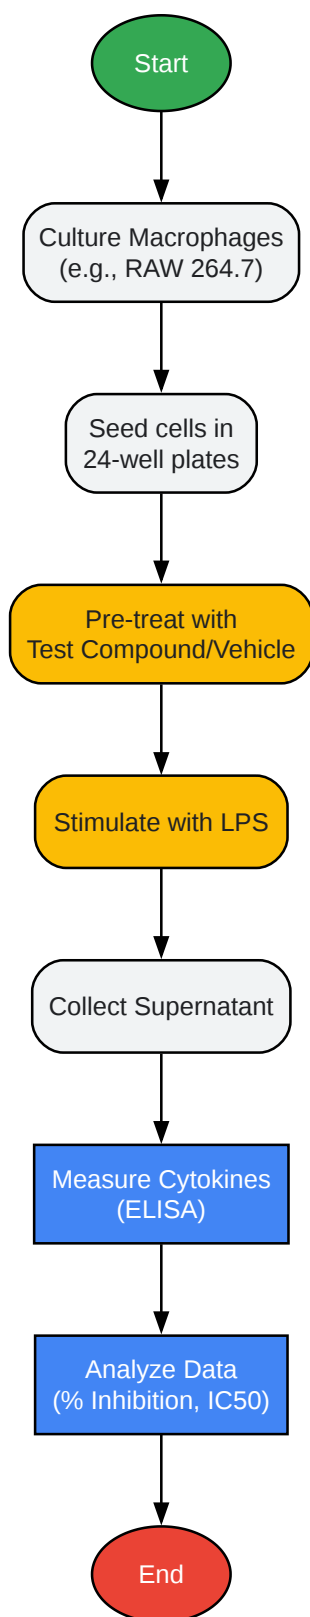 Start
Culture Macrophages
(e.g., RAW 264.7)
Seed cells in
24-well plates
Pre-treat with
Test Compound/Vehicle
Stimulate with LPS
Collect Supernatant
Measure Cytokines
(ELISA)
Analyze Data
(% Inhibition, IC50)
End